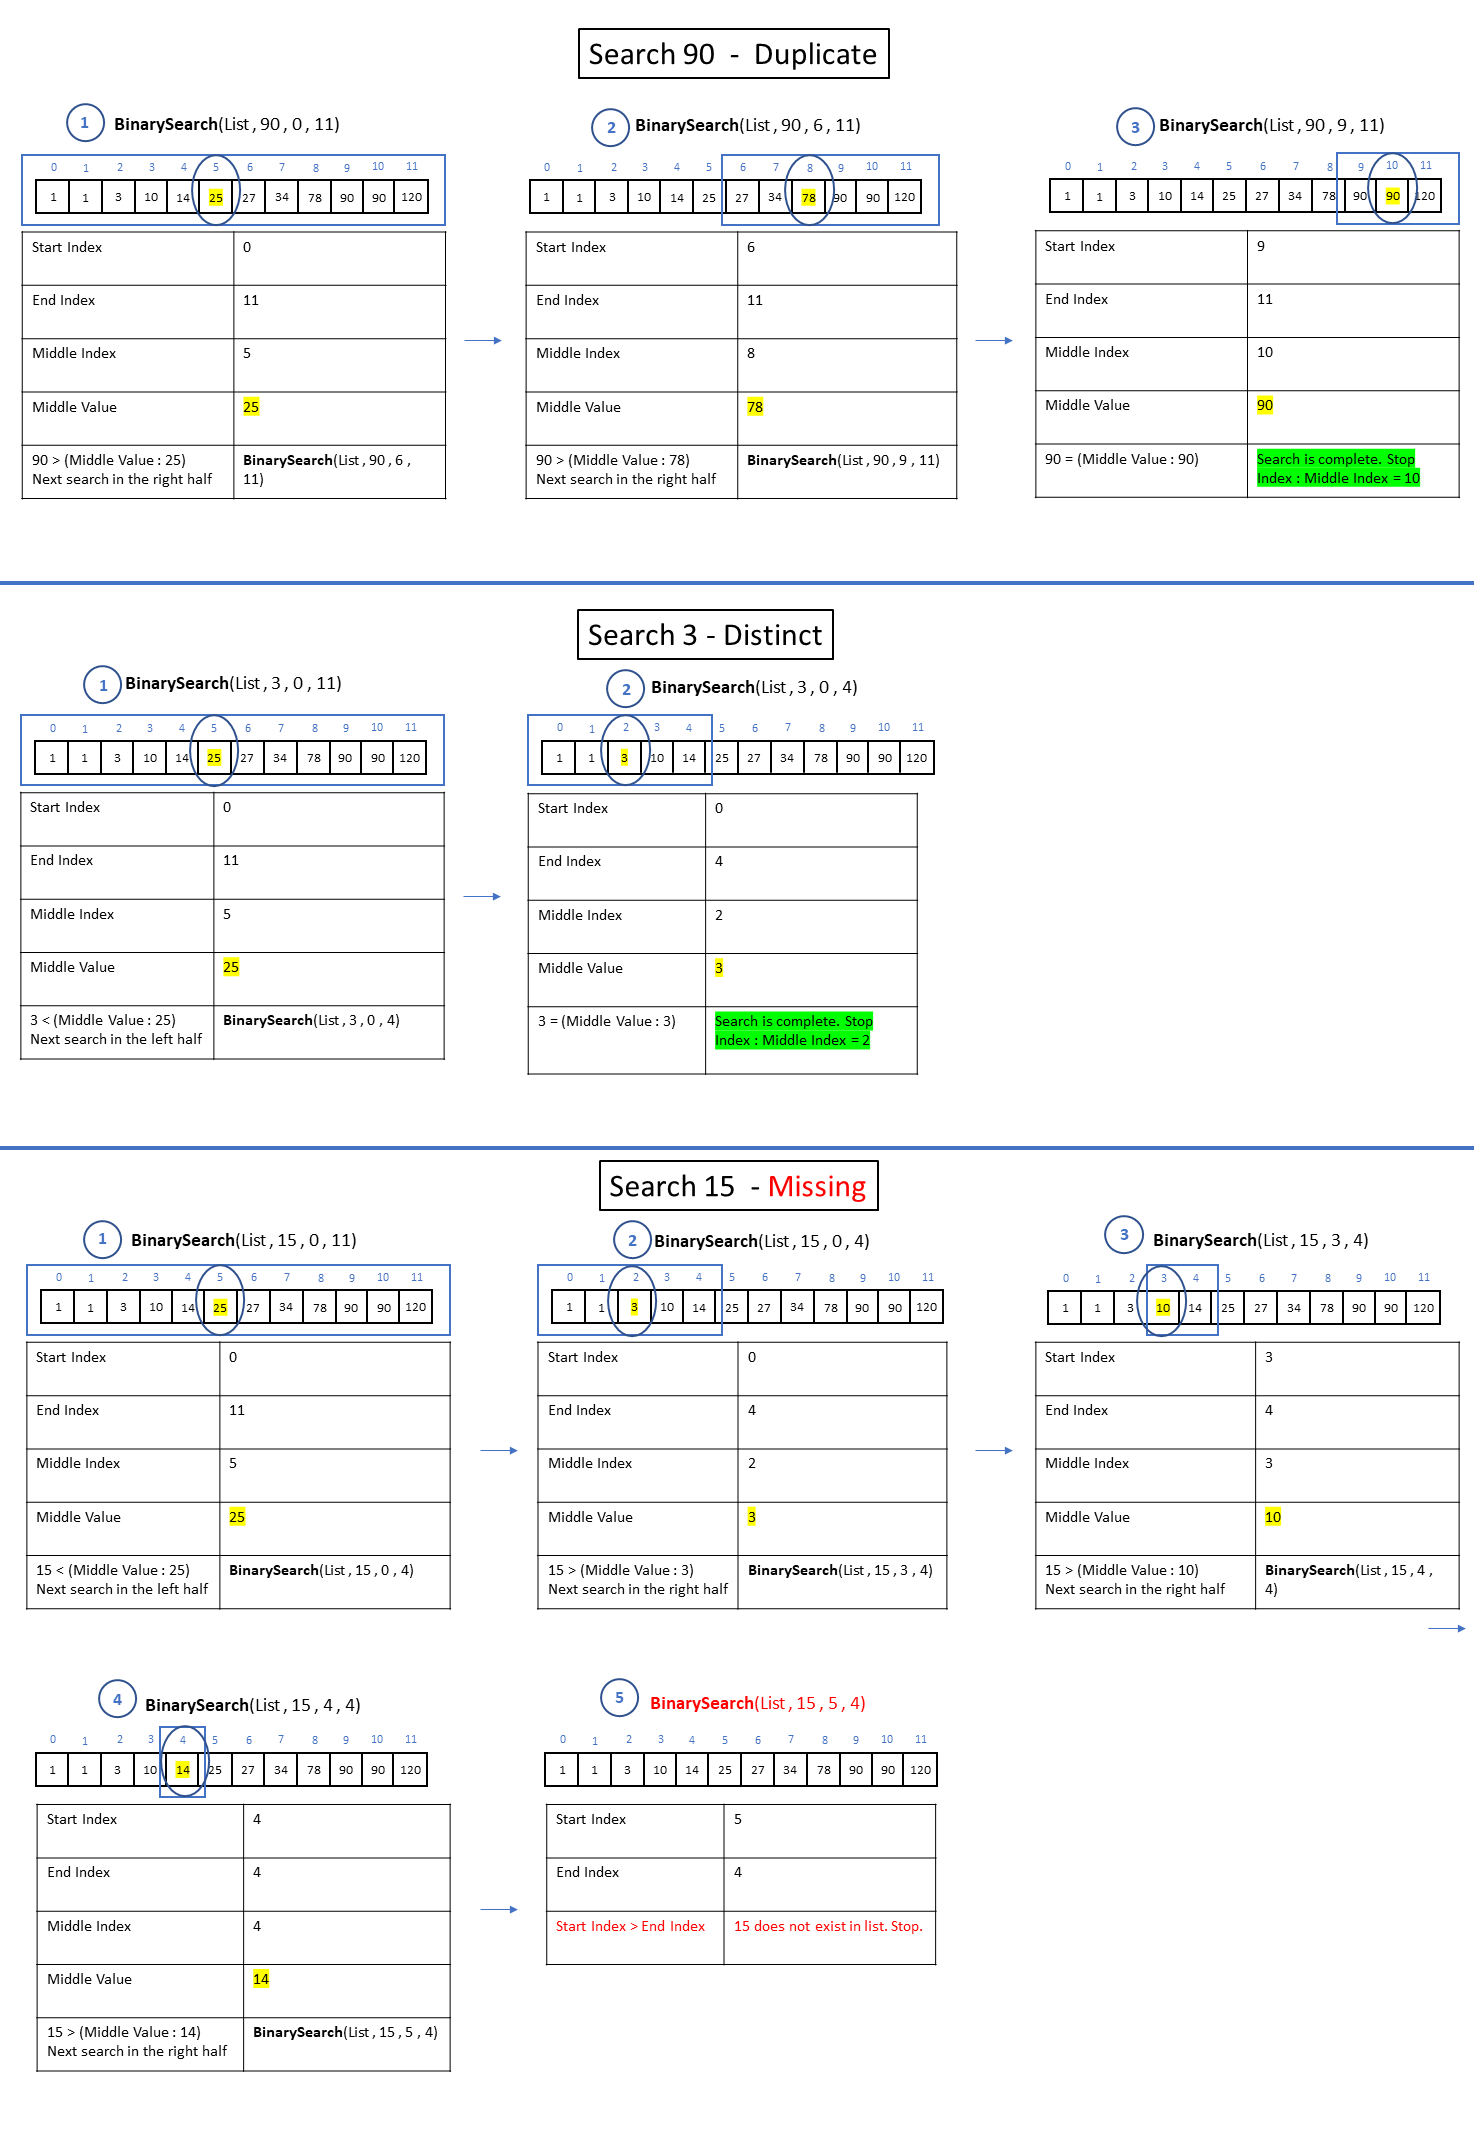 Search 90 - Duplicate
1 BinarySearch(List , 90 , 0 , 11)
0 1 2 3 4 5 6 7 8 9 10 11
1 1 3 10 14 25 27 34 78 90 90 120
Start Index 0
End Index 11
Middle Index 5
Middle Value 25
90 > (Middle Value : 25)
Next search in the right half
BinarySearch(List , 90 , 6 ,
11)
2 BinarySearch(List , 90 , 6 , 11)
0 1 2 3 4 5 6 7 8 9 10 11
1 1 3 10 14 25 27 34 78 90 90 120
Start Index 6
End Index 11
Middle Index 8
Middle Value 78
90 > (Middle Value : 78)
Next search in the right half
BinarySearch(List , 90 , 9 , 11)
3 BinarySearch(List , 90 , 9 , 11)
0 1 2 3 4 5 6 7 8 9 10 11
1 1 3 10 14 25 27 34 78 90 90 120
Start Index 9
End Index 11
Middle Index 10
Middle Value 90
90 = (Middle Value : 90)
Search is complete. Stop
Index : Middle Index = 10
Search 3 - Distinct
1 BinarySearch(List , 3 , 0 , 11)
0 1 2 3 4 5 6 7 8 9 10 11
1 1 3 10 14 25 27 34 78 90 90 120
Start Index 0
End Index 11
Middle Index 5
Middle Value 25
3 < (Middle Value : 25)
Next search in the left half
BinarySearch(List , 3 , 0 , 4)
2 BinarySearch(List , 3 , 0 , 4)
0 1 2 3 4 5 6 7 8 9 10 11
1 1 3 10 14 25 27 34 78 90 90 120
Start Index 0
End Index 4
Middle Index 2
Middle Value 3
3 = (Middle Value : 3)
Search is complete. Stop
Index : Middle Index = 2
Search 15 - Missing
1 BinarySearch(List , 15 , 0 , 11)
0 1 2 3 4 5 6 7 8 9 10 11
1 1 3 10 14 25 27 34 78 90 90 120
Start Index 0
End Index 11
Middle Index 5
Middle Value 25
15 < (Middle Value : 25)
Next search in the left half
BinarySearch(List , 15 , 0 , 4)
2 BinarySearch(List , 15 , 0 , 4)
0 1 2 3 4 5 6 7 8 9 10 11
1 1 3 10 14 25 27 34 78 90 90 120
Start Index 0
End Index 4
Middle Index 2
Middle Value 3
15 > (Middle Value : 3)
Next search in the right half
BinarySearch(List , 15 , 3 , 4)
3 BinarySearch(List , 15 , 3 , 4)
0 1 2 3 4 5 6 7 8 9 10 11
1 1 3 10 14 25 27 34 78 90 90 120
Start Index 3
End Index 4
Middle Index 3
Middle Value 10
15 > (Middle Value : 10)
Next search in the right half
BinarySearch(List , 15 , 4 ,
4)
4 BinarySearch(List , 15 , 4 , 4)
0 1 2 3 4 5 6 7 8 9 10 11
1 1 3 10 14 25 27 34 78 90 90 120
Start Index 4
End Index 4
Middle Index 4
Middle Value 14
15 > (Middle Value : 14)
Next search in the right half
BinarySearch(List , 15 , 5 , 4)
5 BinarySearch(List , 15 , 5 , 4)
0 1 2 3 4 5 6 7 8 9 10 11
1 1 3 10 14 25 27 34 78 90 90 120
Start Index 5
End Index 4
Start Index > End Index 15 does not exist in list. Stop.